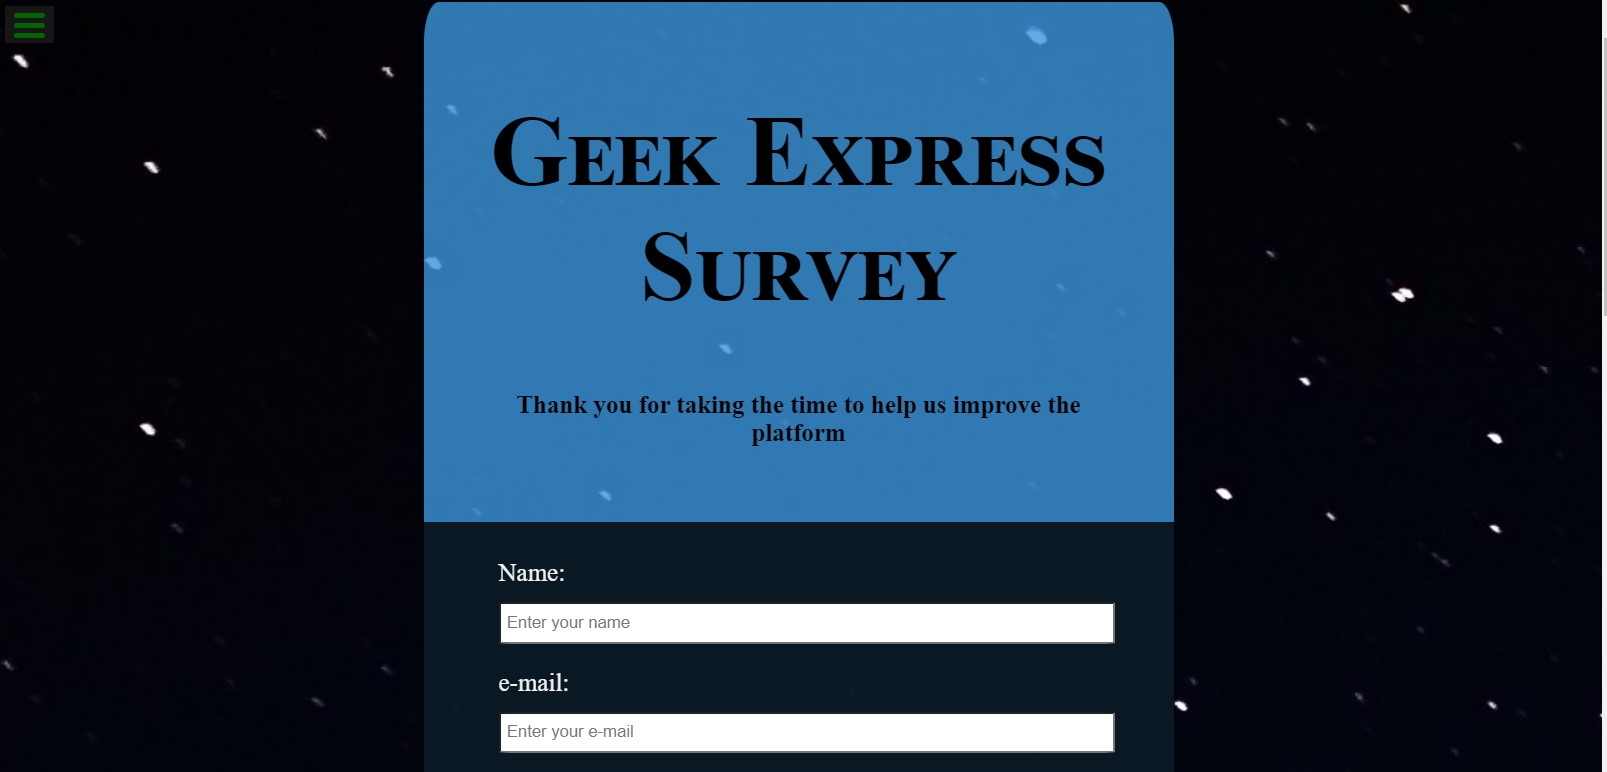 Geek Express
Survey
Thank you for taking the time to help us improve the
platform
Name:
Enter your name
e-mail:
Enter your e-mail